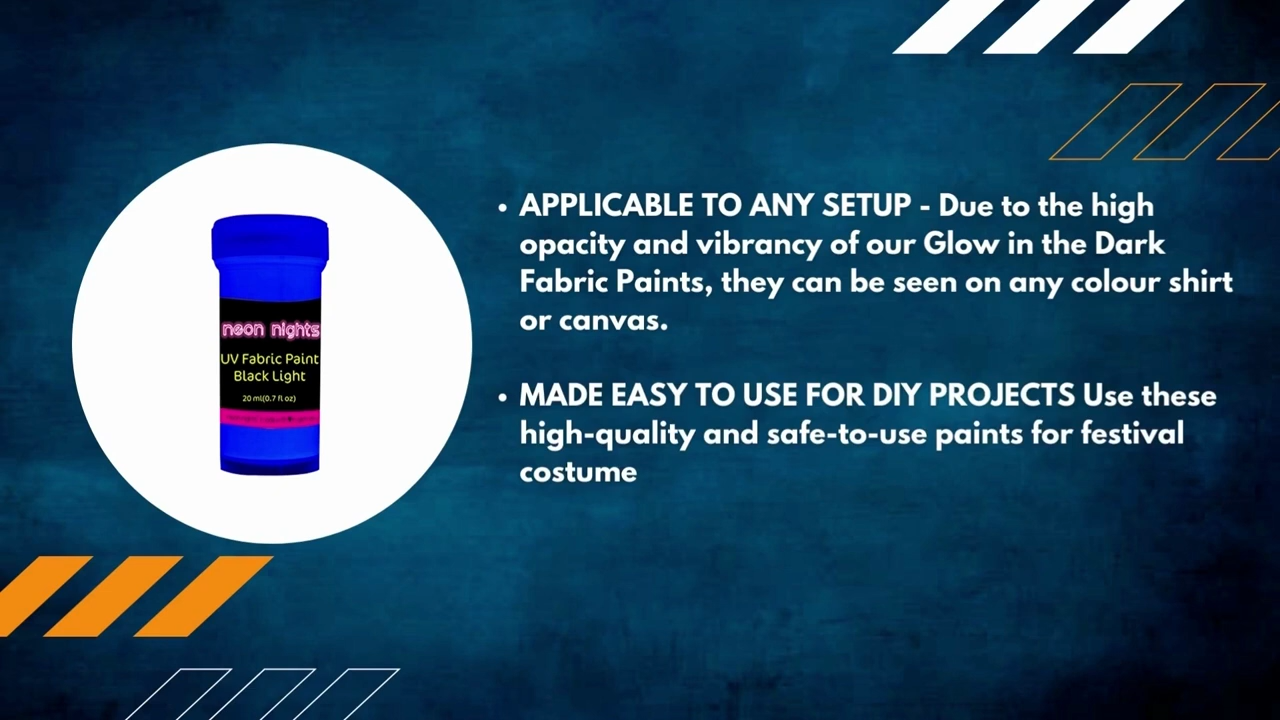 neon nights
UV Fabric Paint
Black Light
20 ml(0.7 fl oz)
• APPLICABLE TO ANY SETUP - Due to the high
opacity and vibrancy of our Glow in the Dark
Fabric Paints, they can be seen on any colour shirt
or canvas.
• MADE EASY TO USE FOR DIY PROJECTS Use these
high-quality and safe-to-use paints for festival
costume